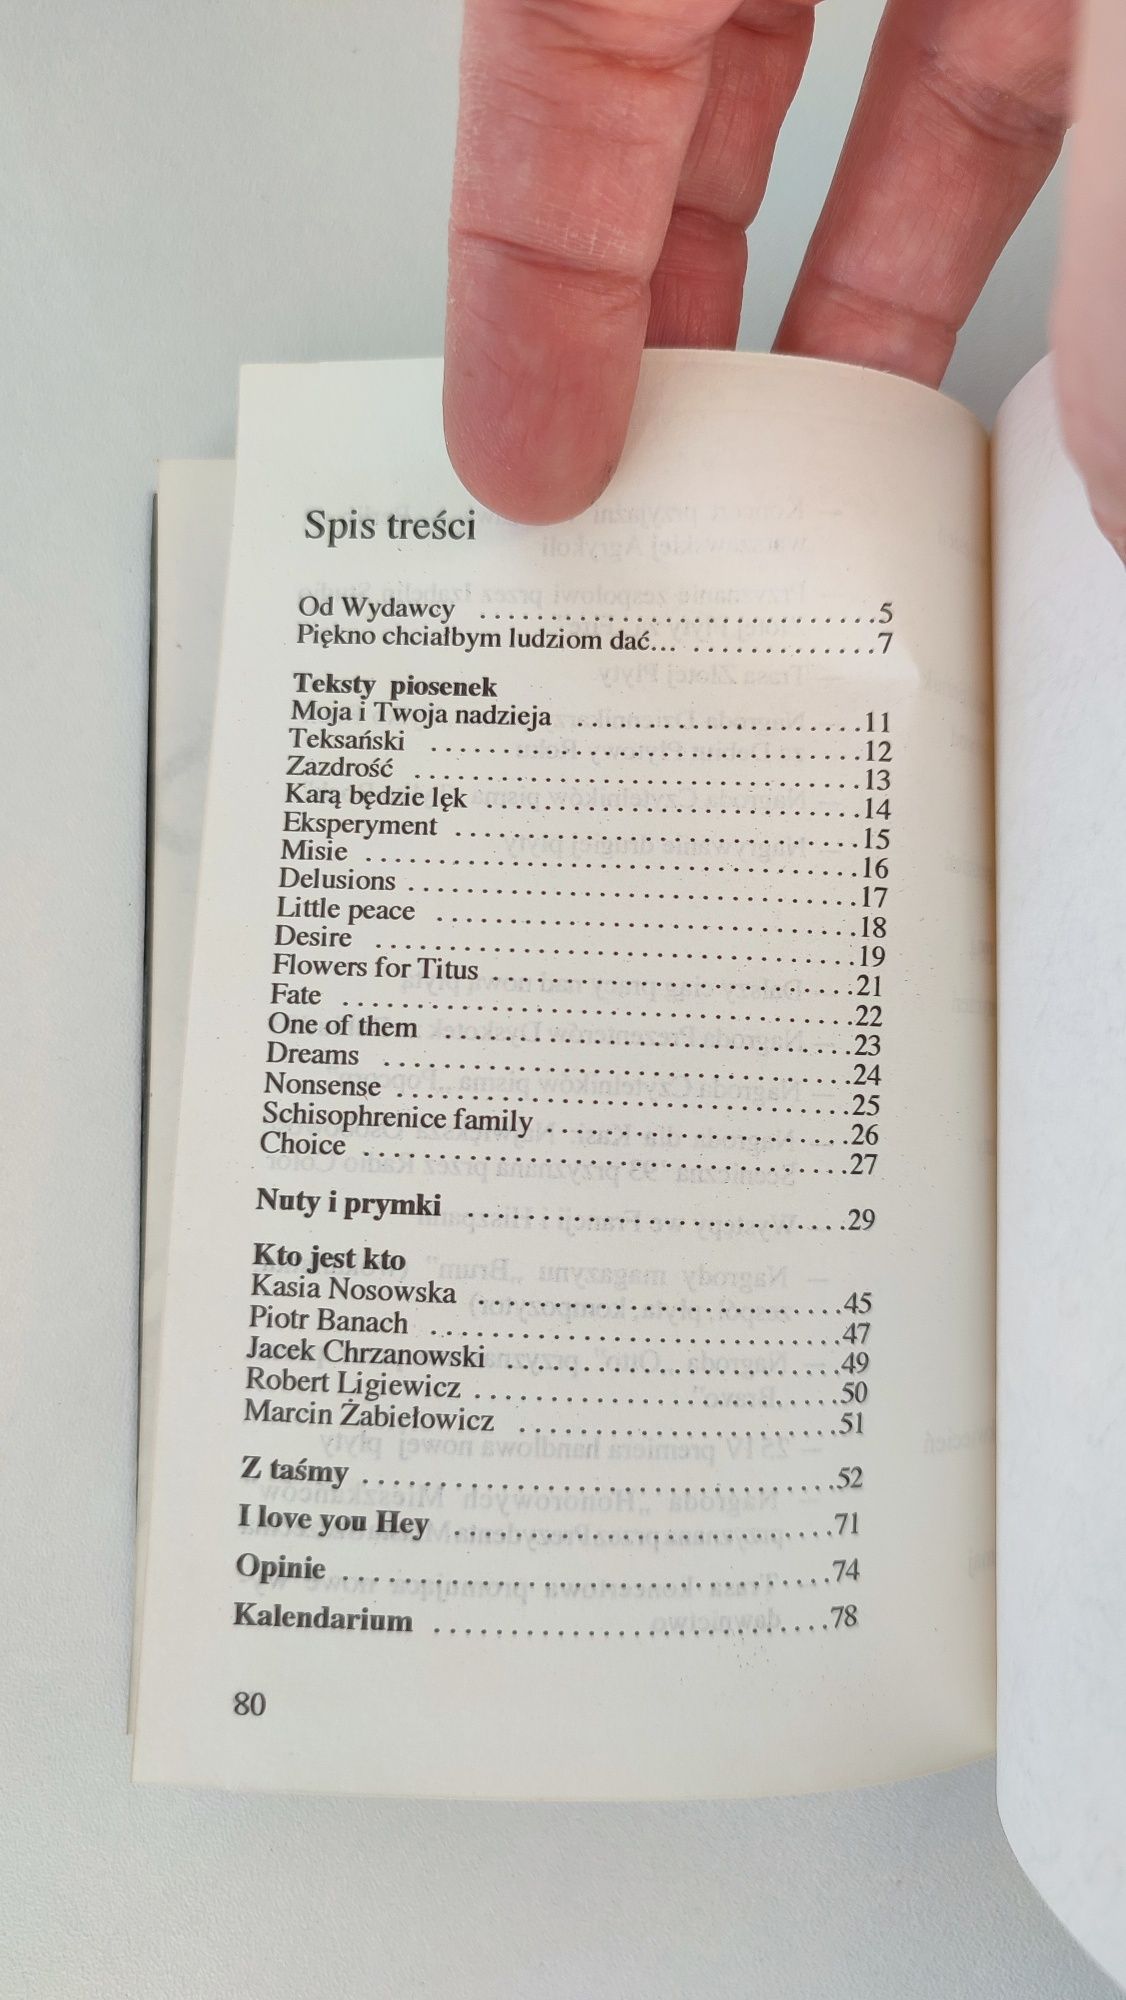 Spis treści
Od Wydawcy ............................5
Piękno chciałbym ludziom dać... .............7
Teksty piosenek
Moja i Twoja nadzieja ....................11
Teksański ..............................12
Zazdrość ...............................13
Karą będzie lęk ..........................14
Eksperyment ............................15
Misie ..................................16
Delusions ...............................17
Little peace .............................18
Desire .................................19
Flowers for Titus .........................21
Fate ...................................22
One of them ............................23
Dreams ................................24
Nonsense ...............................25
Schisophrenice family .....................26
Choice .................................27
Nuty i prymki ..........................29
Kto jest kto
Kasia Nosowska .........................45
Piotr Banach ............................47
Jacek Chrzanowski .......................49
Robert Ligiewicz .........................50
Marcin Żabiełowicz ......................51
Z taśmy ................................52
I love you Hey ..........................71
Opinie .................................74
Kalendarium ...........................78
80